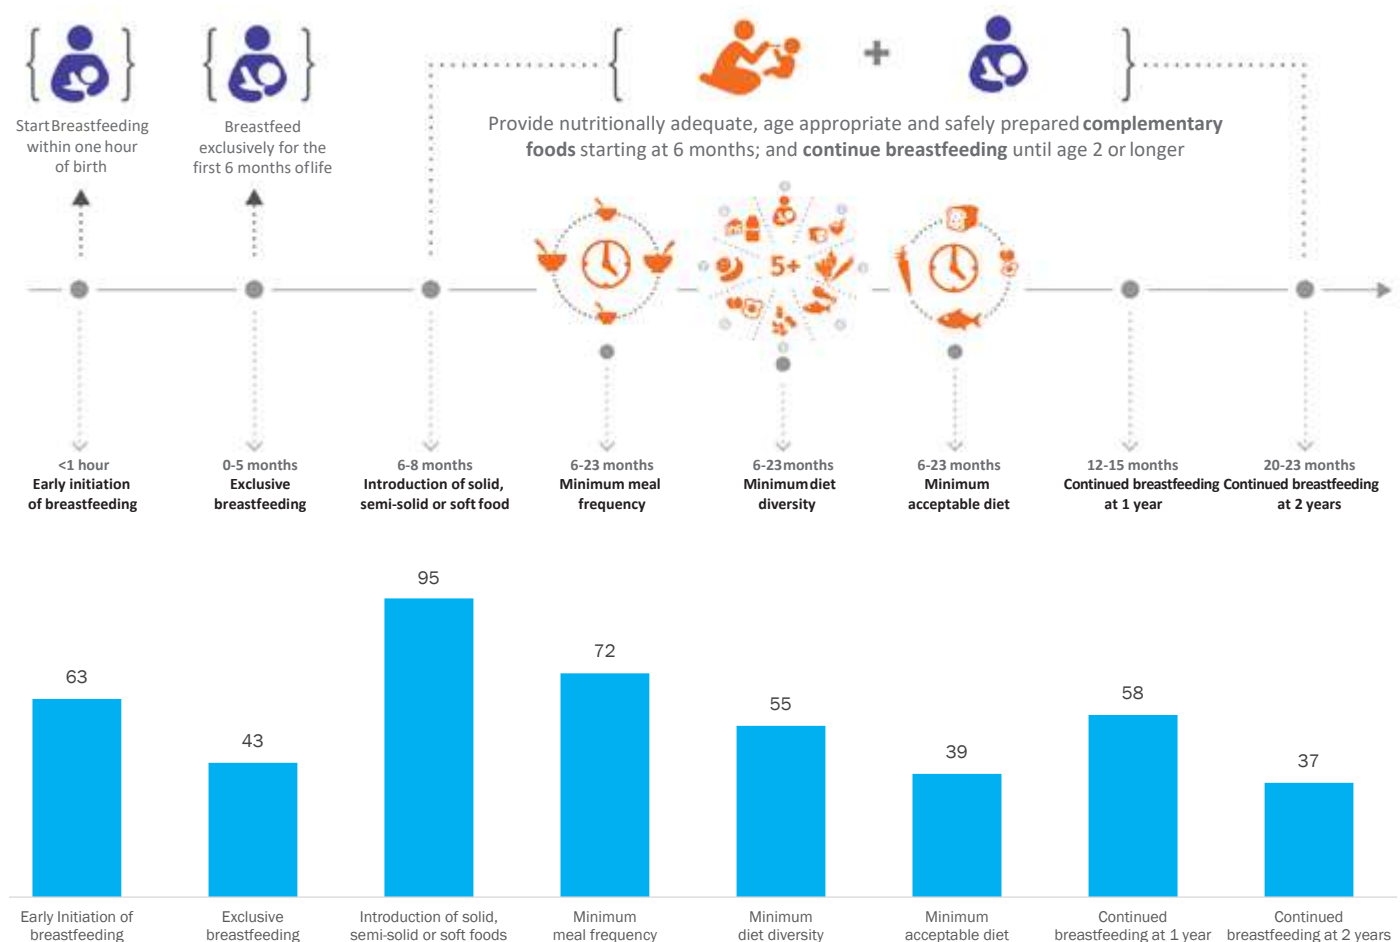 Start Breastfeeding
within one hour
of birth
Breastfeed
exclusively for the
first 6 months of life
Provide nutritionally adequate, age appropriate and safely prepared complementary
foods starting at 6 months; and continue breastfeeding until age 2 or longer
5+
<1 hour
Early initiation
of breastfeeding
0-5 months
Exclusive
breastfeeding
6-8 months
Introduction of solid,
semi-solid or soft food
6-23 months
Minimum meal
frequency
6-23 months
Minimum diet
diversity
6-23 months
Minimum
acceptable diet
12-15 months
Continued breastfeeding
at 1 year
20-23 months
Continued breastfeeding
at 2 years
63
43
95
72
55
39
58
37
Early Initiation of
breastfeeding
Exclusive
breastfeeding
Introduction of solid,
semi-solid or soft foods
Minimum
meal frequency
Minimum
diet diversity
Minimum
acceptable diet
Continued
breastfeeding at 1 year
Continued
breastfeeding at 2 years